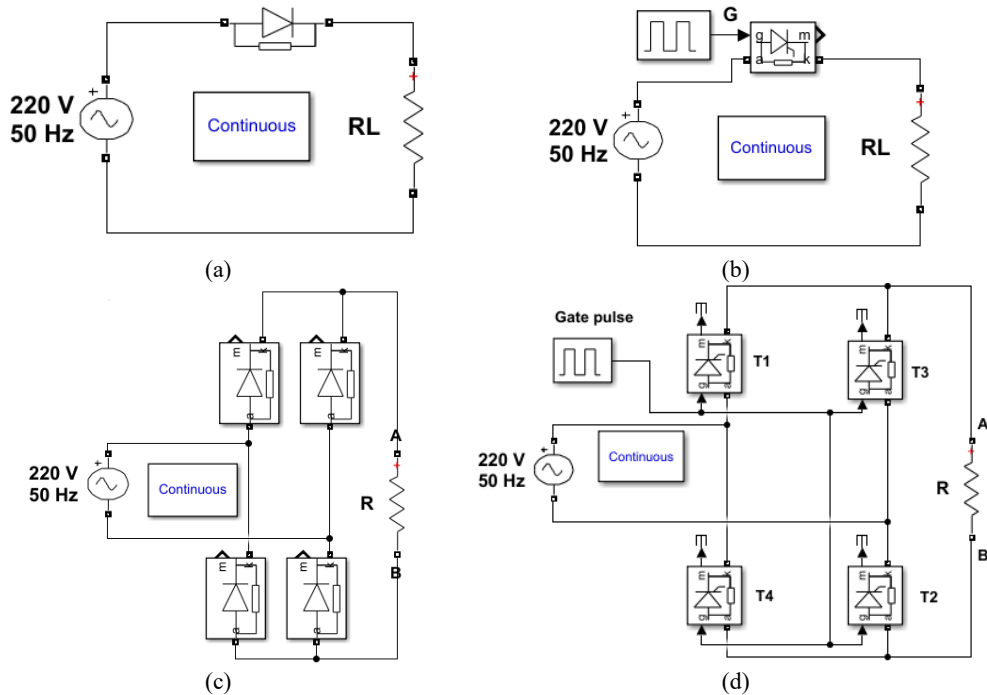 220 V
50 Hz
Continuous
RL
(a)
G
g
m
a
k
220 V
50 Hz
Continuous
RL
(b)
m
k
a
m
k
a
220 V
50 Hz
Continuous
A
R
B
m
k
a
m
k
a
(c)
Gate pulse
m
k
g
a
T1
m
k
g
a
T3
220 V
50 Hz
Continuous
A
R
B
m
k
g
a
T4
m
k
g
a
T2
(d)